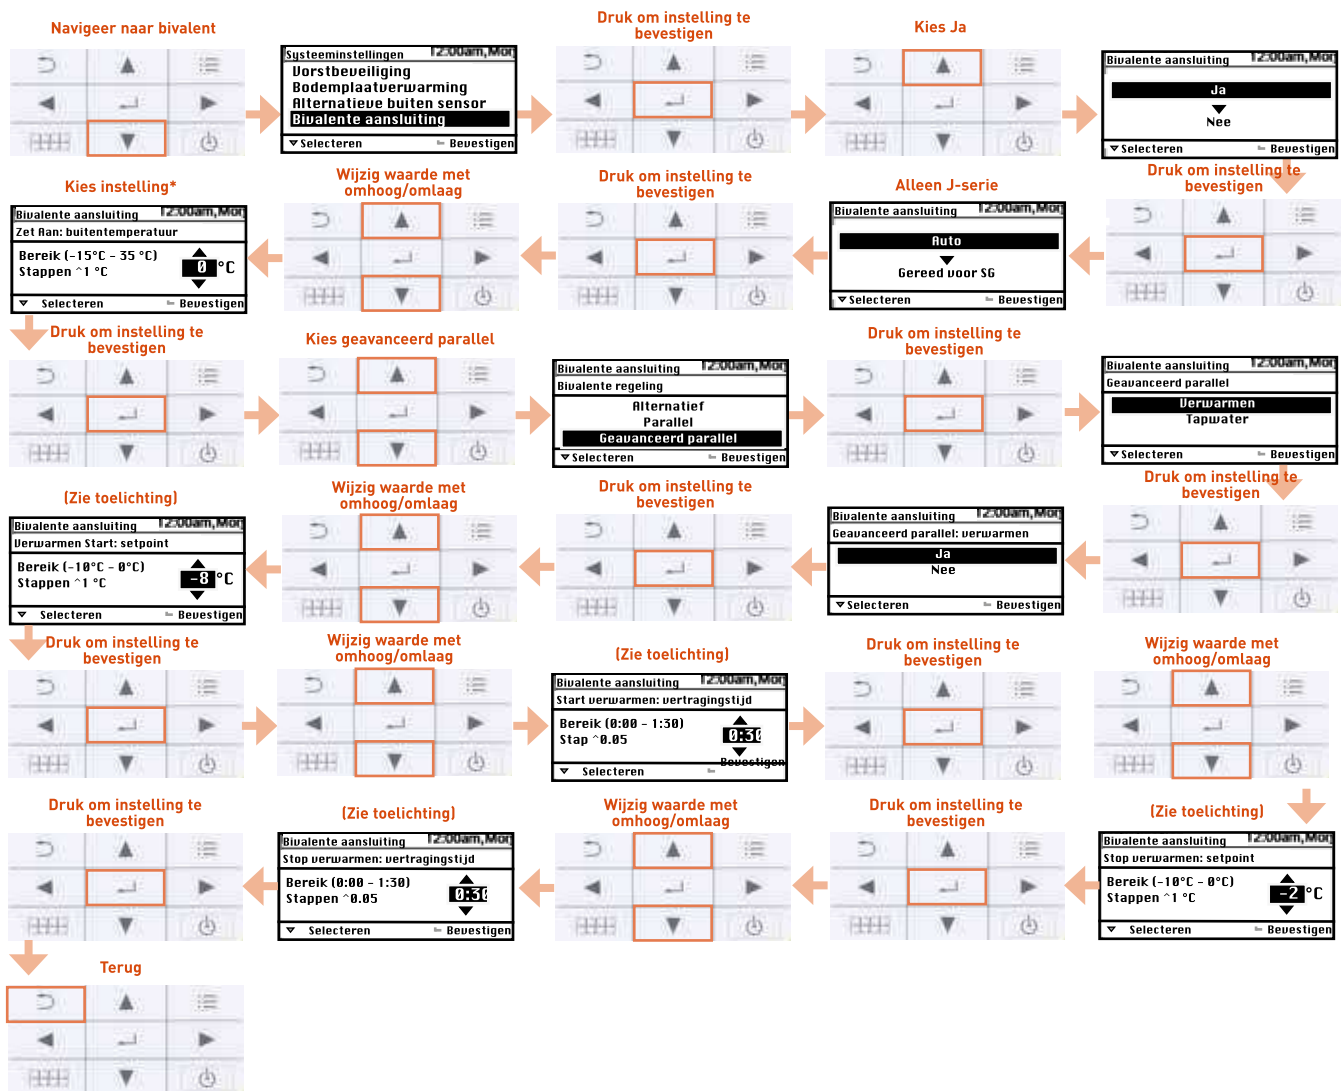 Navigeer naar bivalent
Systeeminstellingen 12:00am,Mon
Vorstbeveiliging
Bodemplaatverwarming
Alternatieve buiten sensor
Bivalente aansluiting
Selecteren Bevestigen
Druk om instelling te
bevestigen
Kies Ja
Bivalente aansluiting 12:00am,Mon
Ja
Nee
Selecteren Bevestigen
Druk om instelling te
bevestigen
Alleen J-serie
Bivalente aansluiting 12:00am,Mon
Auto
Gereed voor SG
Selecteren Bevestigen
Druk om instelling te
bevestigen
Wijzig waarde met
omhoog/omlaag
Kies instelling*
Bivalente aansluiting 12:00am,Mon
Zet Aan: buitentemperatuur
Bereik (-15°C - 35 °C)
Stappen ^1 °C
0 °C
Selecteren Bevestigen
Druk om instelling te
bevestigen
Kies geavanceerd parallel
Bivalente aansluiting 12:00am,Mon
Bivalente regeling
Alternatief
Parallel
Geavanceerd parallel
Selecteren Bevestigen
Druk om instelling te
bevestigen
Bivalente aansluiting 12:00am,Mon
Geavanceerd parallel
Verwarmen
Tapwater
Selecteren Bevestigen
Druk om instelling te
bevestigen
Bivalente aansluiting 12:00am,Mon
Geavanceerd parallel: verwarmen
Ja
Nee
Selecteren Bevestigen
Druk om instelling te
bevestigen
Wijzig waarde met
omhoog/omlaag
(Zie toelichting)
Bivalente aansluiting 12:00am,Mon
Verwarmen Start: setpoint
Bereik (-10°C - 0°C)
Stappen ^1 °C
-8 °C
Selecteren Bevestigen
Druk om instelling te
bevestigen
Wijzig waarde met
omhoog/omlaag
(Zie toelichting)
Bivalente aansluiting 12:00am,Mon
Start verwarmen: vertragingstijd
Bereik (0:00 - 1:30)
Stap ^0.05
0:30
Selecteren Bevestigen
Druk om instelling te
bevestigen
Wijzig waarde met
omhoog/omlaag
(Zie toelichting)
Bivalente aansluiting 12:00am,Mon
Stop verwarmen: setpoint
Bereik (-10°C - 0°C)
Stappen ^1 °C
-2 °C
Selecteren Bevestigen
Druk om instelling te
bevestigen
Wijzig waarde met
omhoog/omlaag
(Zie toelichting)
Bivalente aansluiting 12:00am,Mon
Stop verwarmen: vertragingstijd
Bereik (0:00 - 1:30)
Stappen ^0.05
0:30
Selecteren Bevestigen
Druk om instelling te
bevestigen
Terug